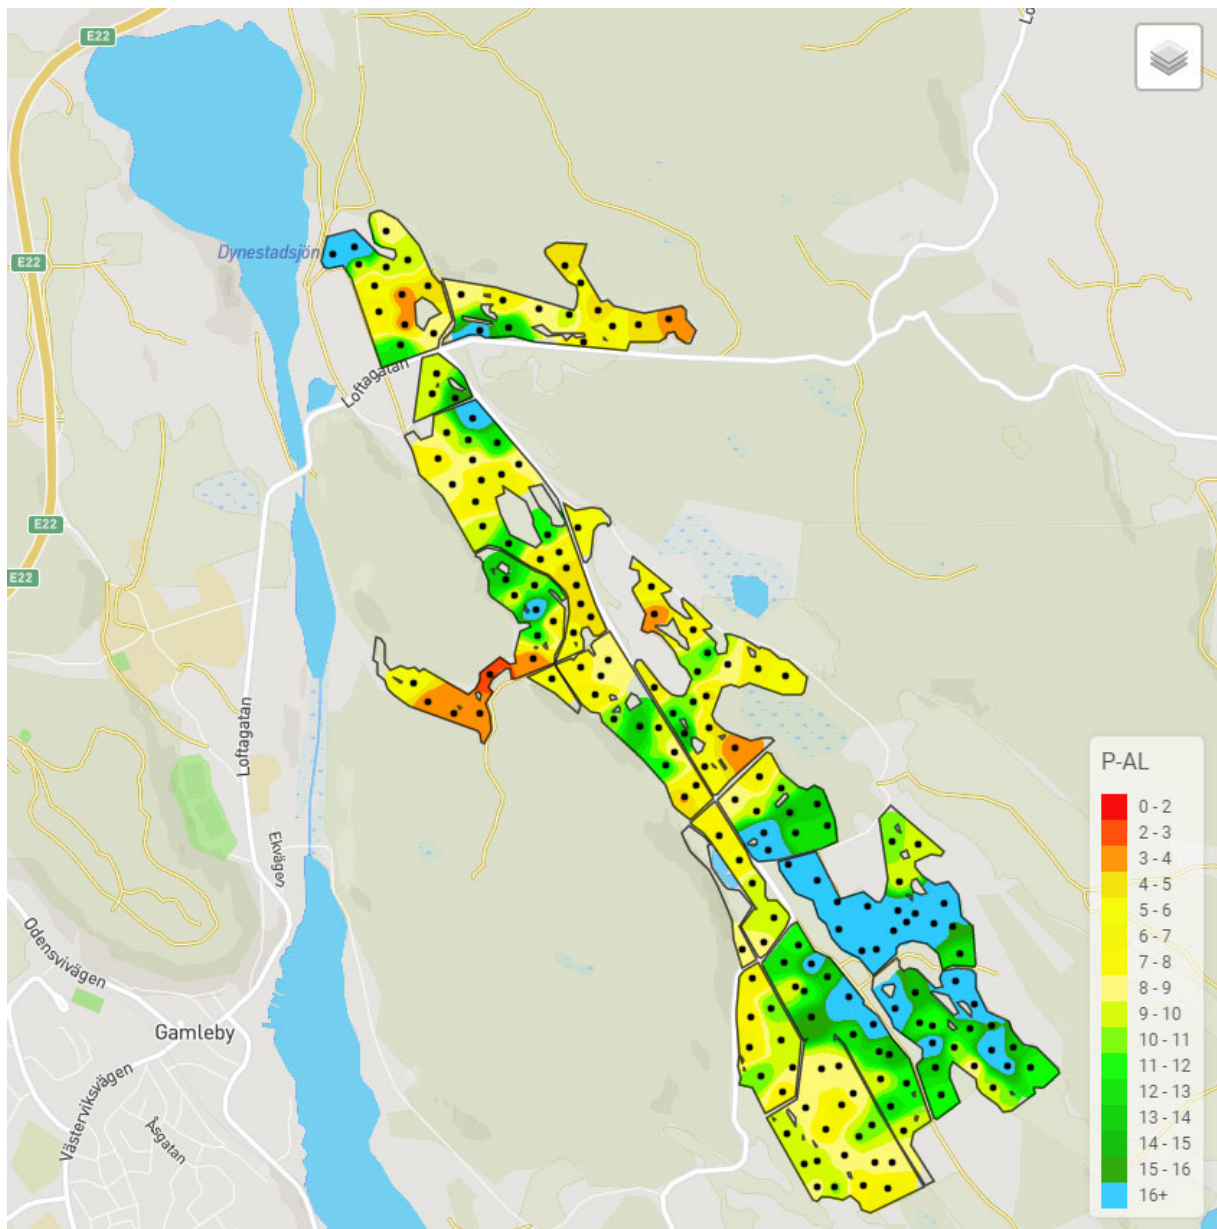 E22
Lo
Dynestadsjön
E22
Loftagatan
E22
E22
Loftagatan
Ekvägen
Odensvivägen
Gamleby
Västerviksvägen
Åsgatan
P-AL
0 - 2
2 - 3
3 - 4
4 - 5
5 - 6
6 - 7
7 - 8
8 - 9
9 - 10
10 - 11
11 - 12
12 - 13
13 - 14
14 - 15
15 - 16
16+